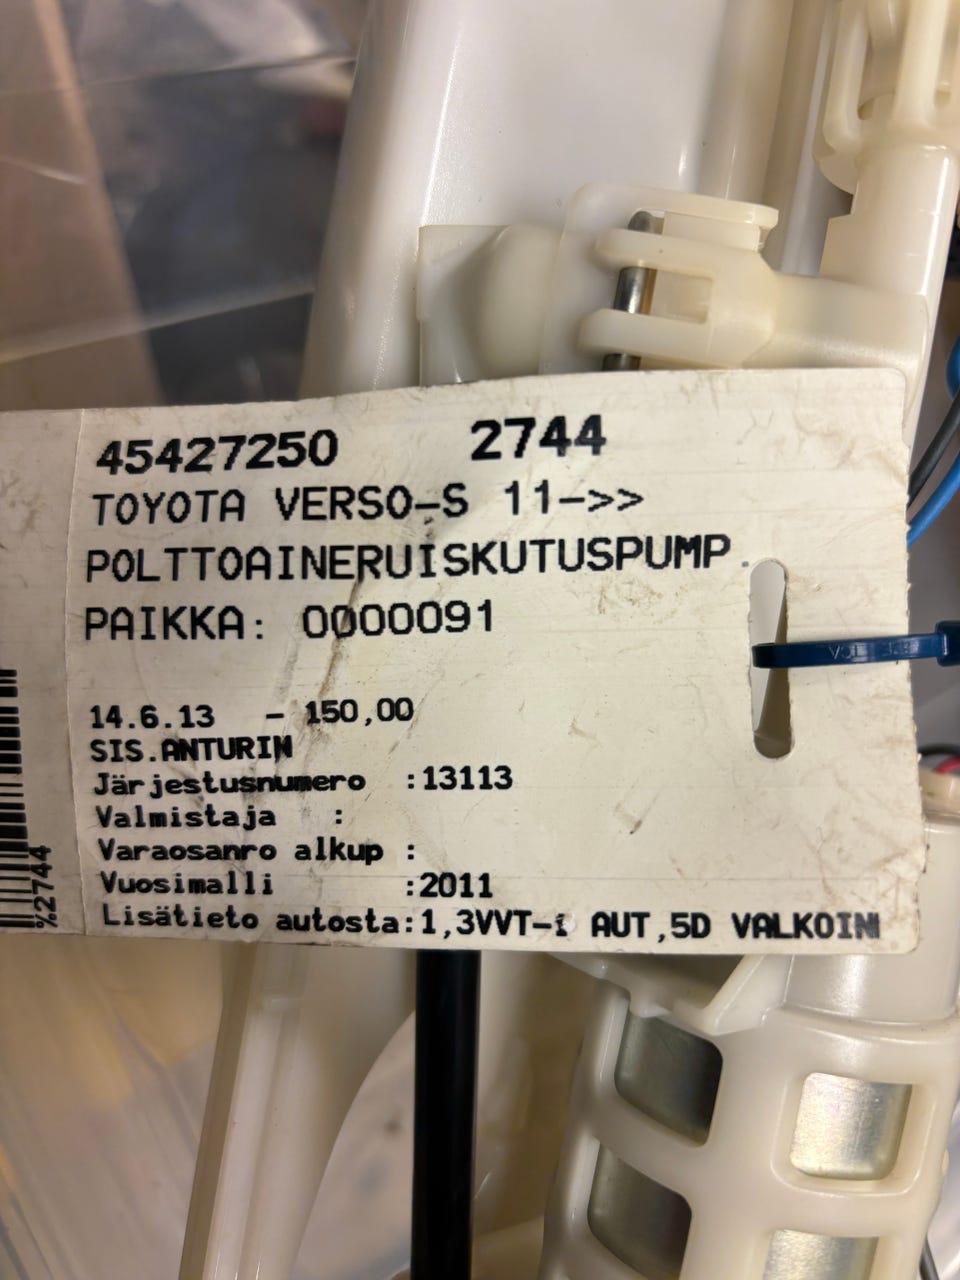 45427250 2744
TOYOTA VERSO-S 11->>
POLTTOAINERUISKUTUSPUMP.
PAIKKA: 0000091
14.6.13 - 150,00
SIS.ANTURIN
Järjestusnumero :13113
Valmistaja :
Varaosanro alkup :
Vuosimalli :2011
Lisätieto autosta:1,3VVT-i AUT,5D VALKOIN
%2744